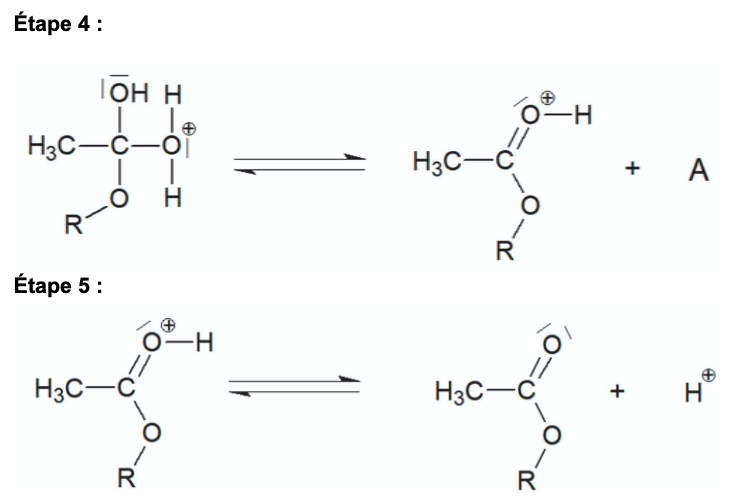 Étape 4 :
|OH H
⊕
H₃C—C—O|
O H
R
⊕
O—H
H₃C—C
O
R
+ A
Étape 5 :
⊕
O—H
H₃C—C
O
R
O
H₃C—C
O
R
+ H⊕